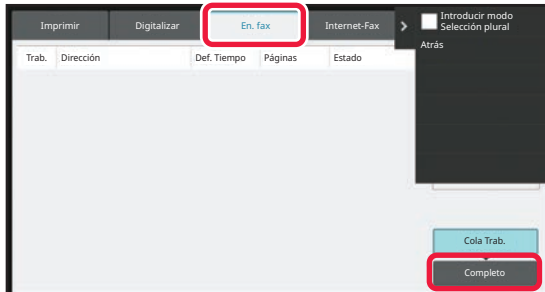 Imprimir Digitalizar En. fax Internet-Fax
Introducir modo
Selección plural
Atrás
Trab. Dirección Def. Tiempo Páginas Estado
Cola Trab.
Completo